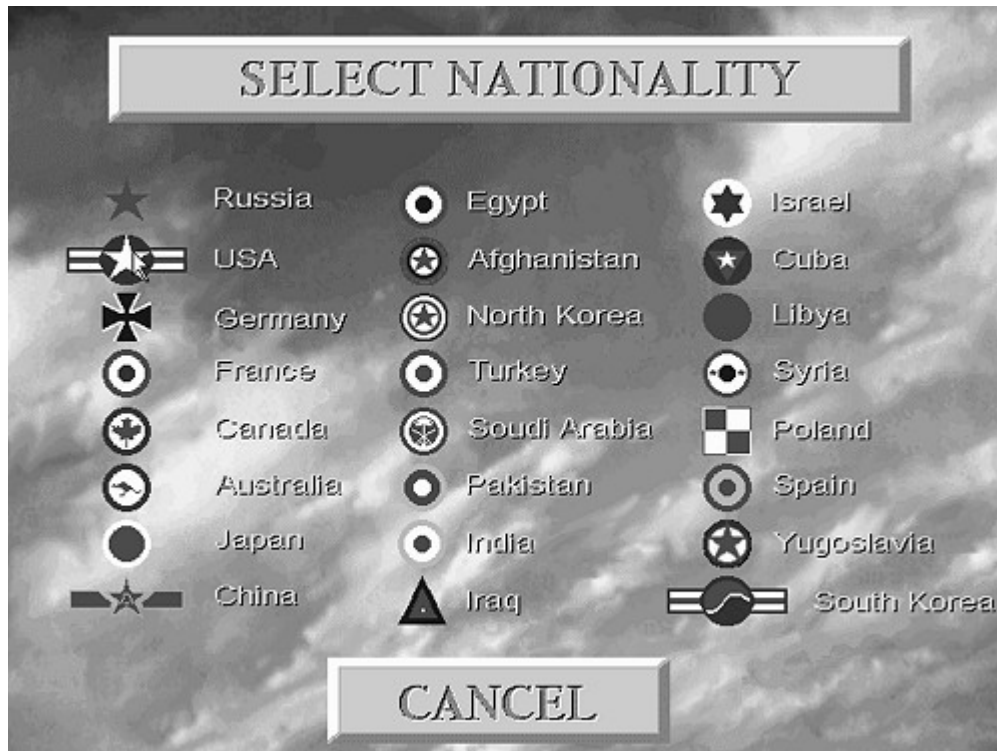 SELECT NATIONALITY
Russia
Egypt
Israel
USA
Afghanistan
Cuba
Germany
North Korea
Libya
France
Turkey
Syria
Canada
Soudi Arabia
Poland
Australia
Pakistan
Spain
Japan
India
Yugoslavia
China
Iraq
South Korea
CANCEL